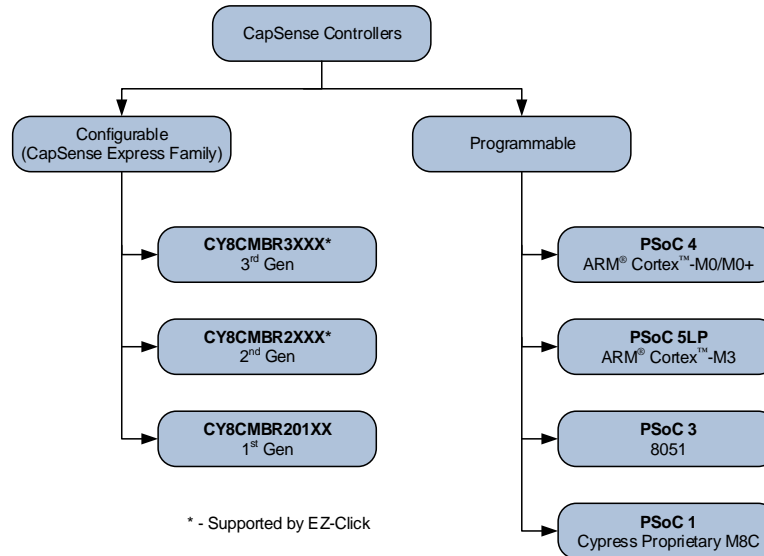 CapSense Controllers
Configurable
(CapSense Express Family)
Programmable
CY8CMBR3XXX*
3rd Gen
CY8CMBR2XXX*
2nd Gen
CY8CMBR201XX
1st Gen
* - Supported by EZ-Click
PSoC 4
ARM® Cortex™-M0/M0+
PSoC 5LP
ARM® Cortex™-M3
PSoC 3
8051
PSoC 1
Cypress Proprietary M8C